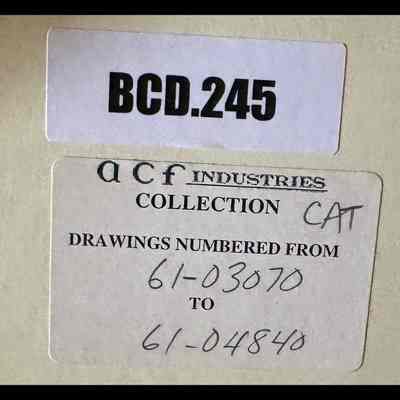 BCD.245
acf INDUSTRIES
COLLECTION CAT
DRAWINGS NUMBERED FROM
61-03070
TO
61-04840